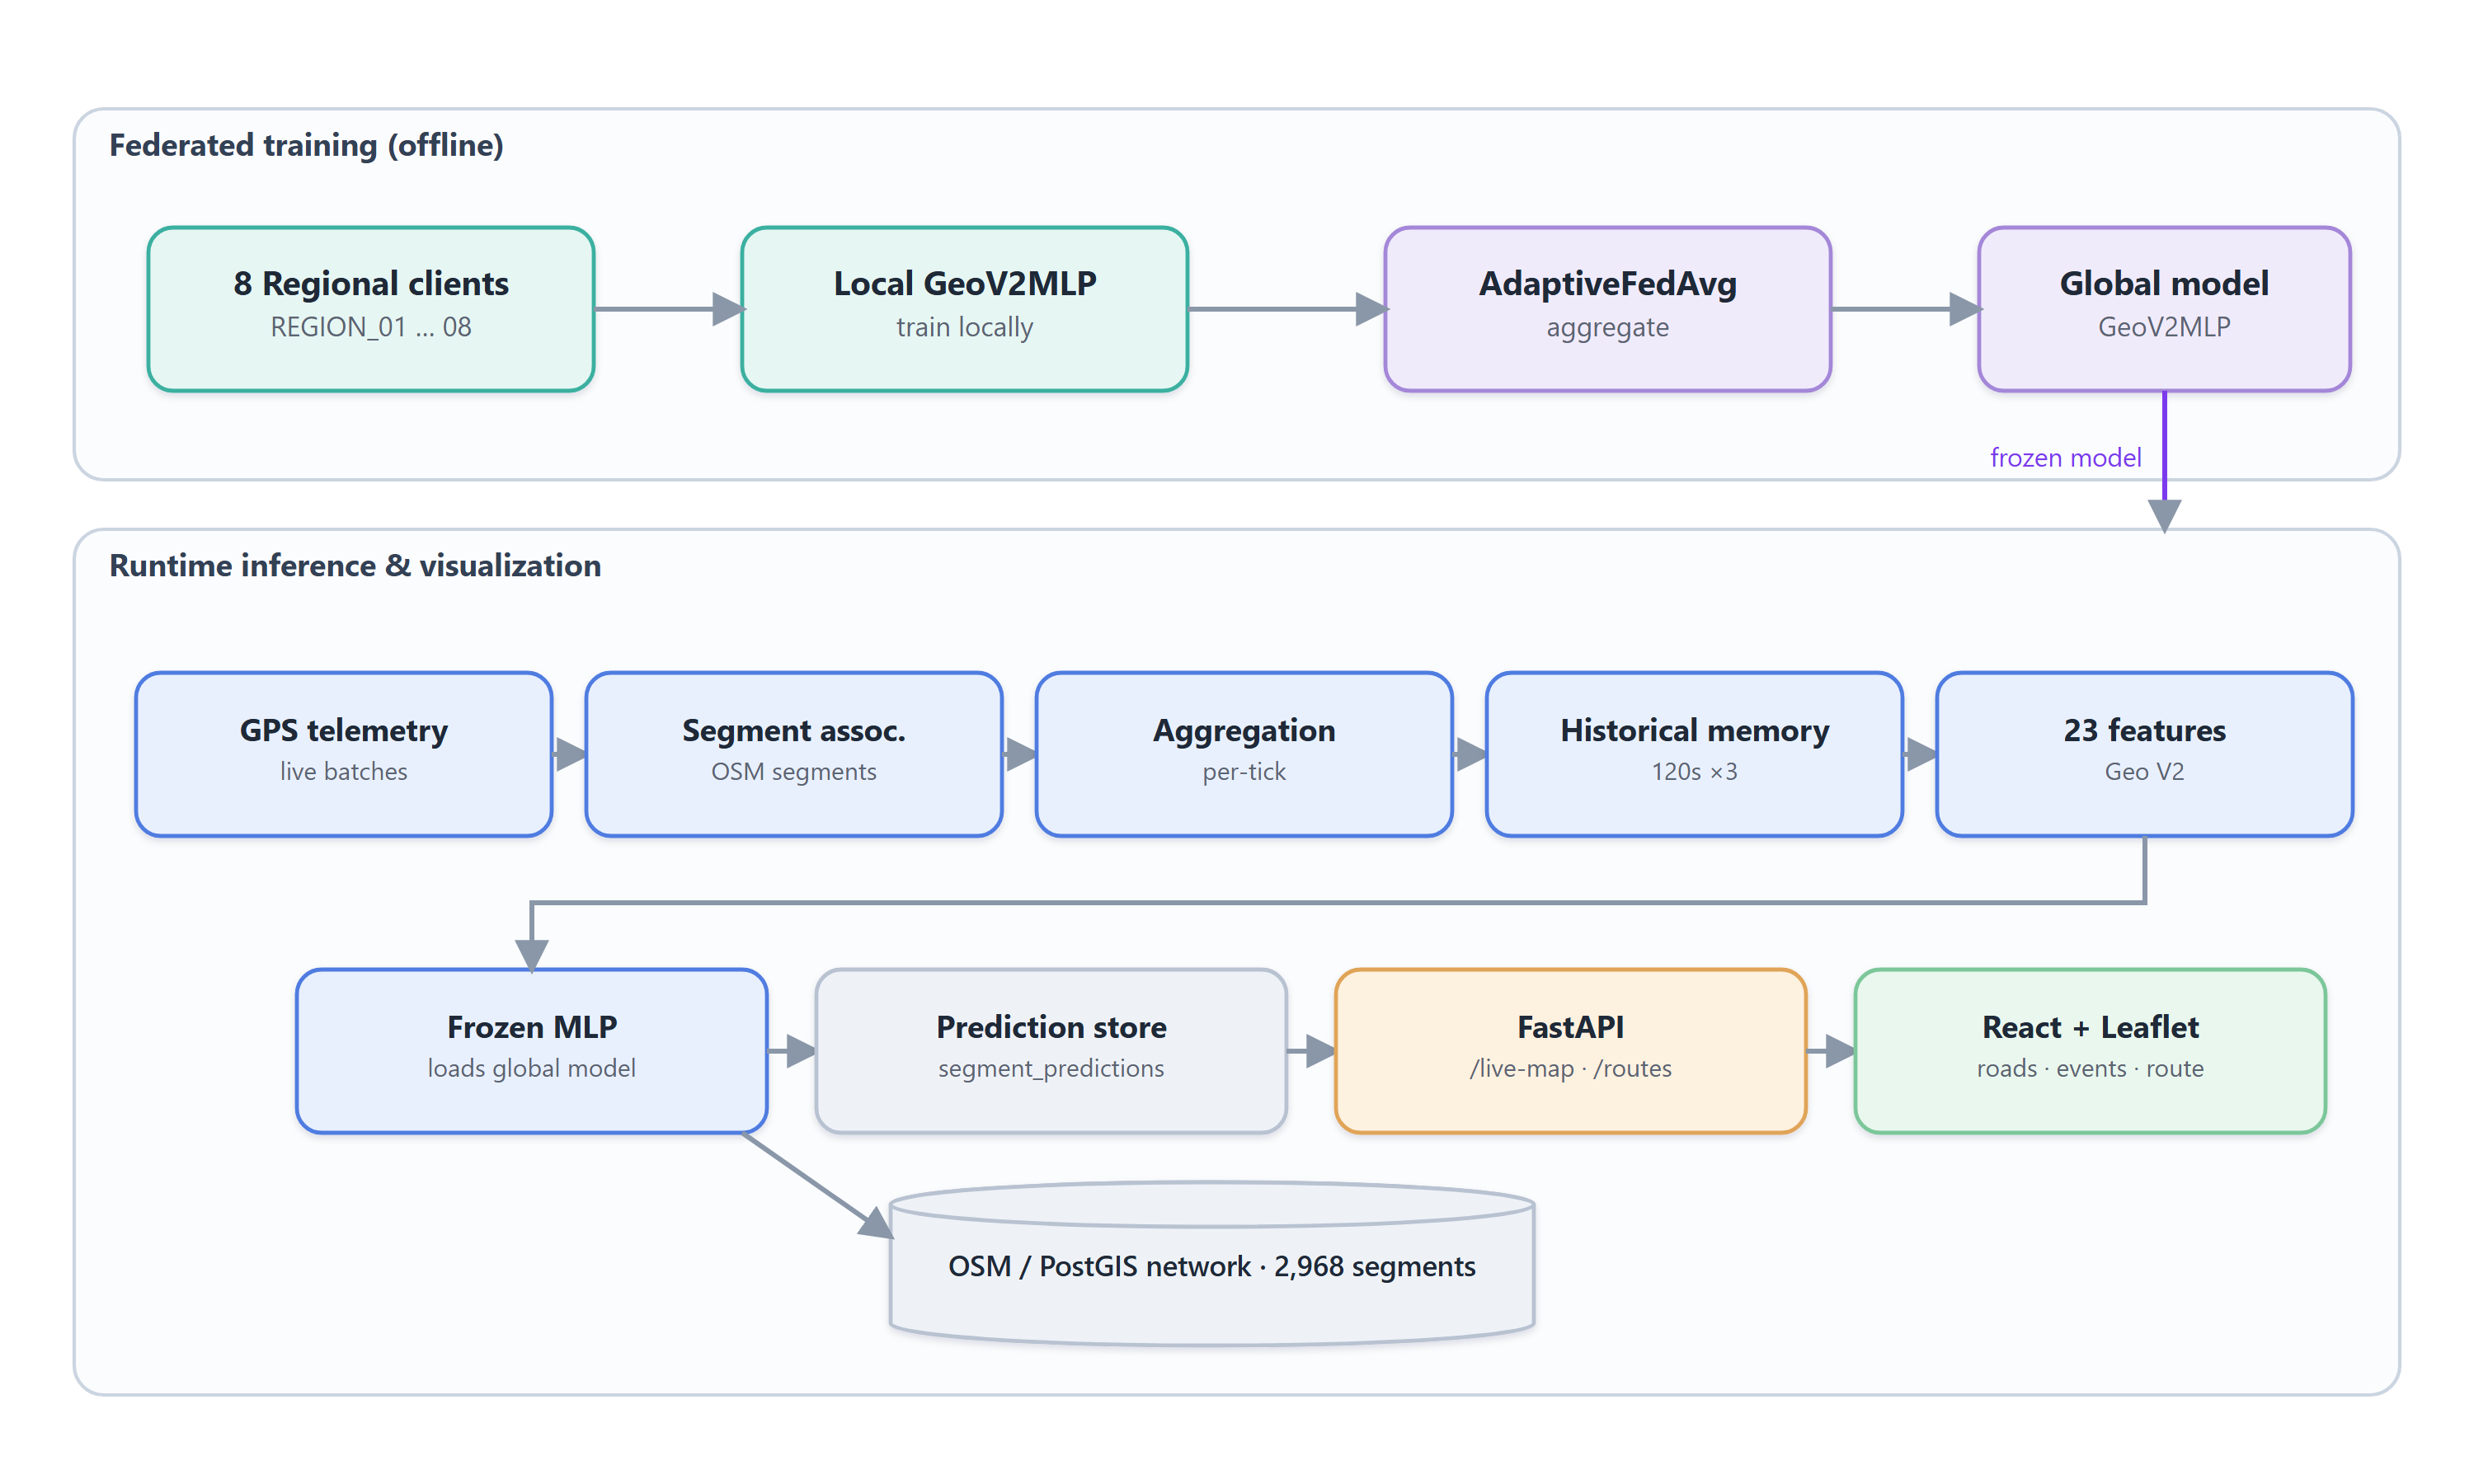 Federated training (offline)
8 Regional clients
REGION_01 ... 08
Local GeoV2MLP
train locally
AdaptiveFedAvg
aggregate
Global model
GeoV2MLP
frozen model
Runtime inference & visualization
GPS telemetry
live batches
Segment assoc.
OSM segments
Aggregation
per-tick
Historical memory
120s ×3
23 features
Geo V2
Frozen MLP
loads global model
Prediction store
segment_predictions
FastAPI
/live-map · /routes
React + Leaflet
roads · events · route
OSM / PostGIS network · 2,968 segments